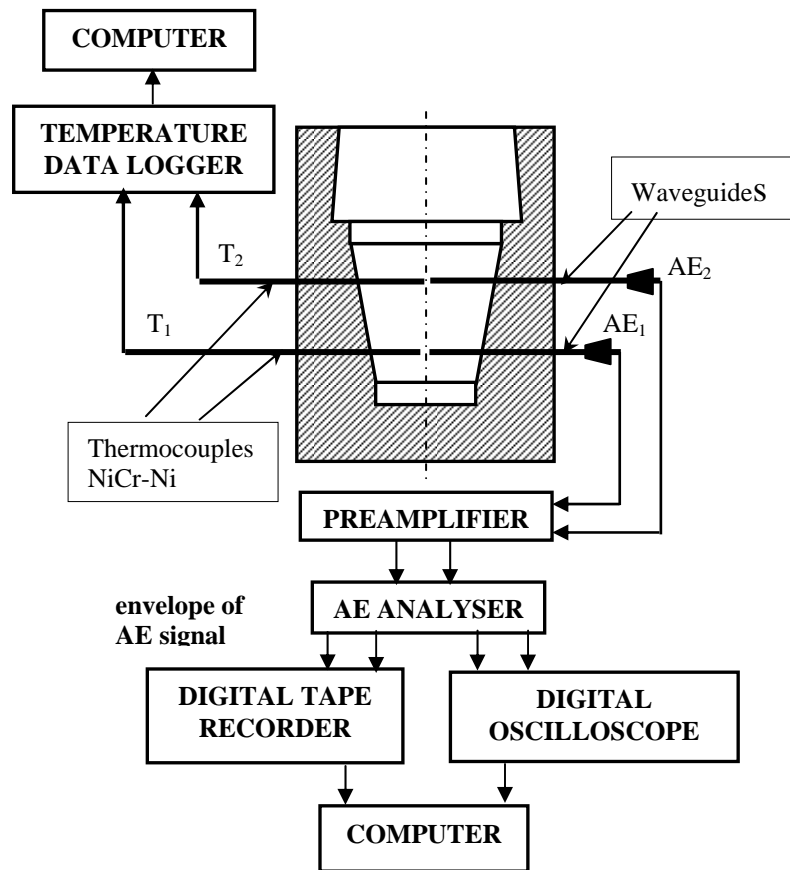 COMPUTER
TEMPERATURE
DATA LOGGER
WaveguideS
T₂
AE₂
T₁
AE₁
Thermocouples
NiCr-Ni
PREAMPLIFIER
envelope of
AE signal
AE ANALYSER
DIGITAL TAPE
RECORDER
DIGITAL
OSCILLOSCOPE
COMPUTER